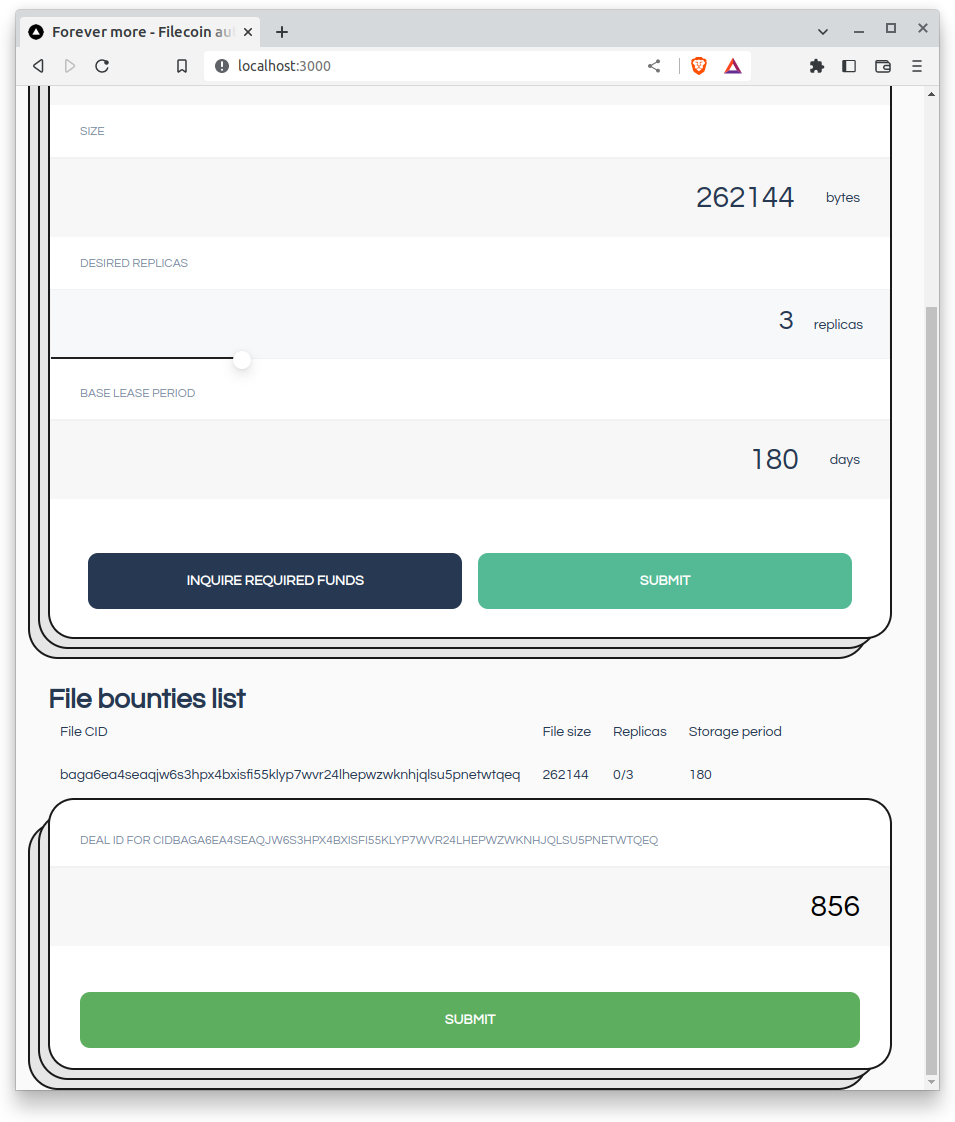 Forever more - Filecoin au
localhost:3000
SIZE
262144 bytes
DESIRED REPLICAS
3 replicas
BASE LEASE PERIOD
180 days
INQUIRE REQUIRED FUNDS SUBMIT
File bounties list
File CID File size Replicas Storage period
baga6ea4seaqjw6s3hpx4bxisfi55klyp7wvr24lhepwzwknhjqlsu5pnetwtqeq 262144 0/3 180
DEAL ID FOR CIDBAGA6EA4SEAQJW6S3HPX4BXISFI55KLYP7WVR24LHEPWZWKNHJQLSU5PNETWTQEQ
856
SUBMIT